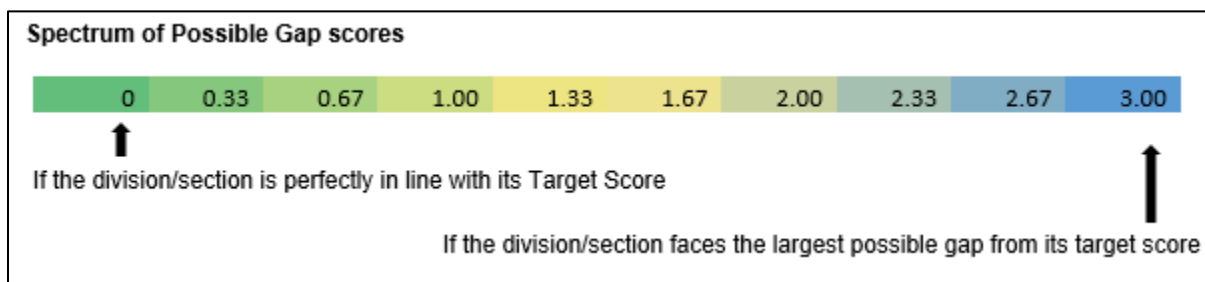 Spectrum of Possible Gap scores
0 0.33 0.67 1.00 1.33 1.67 2.00 2.33 2.67 3.00
If the division/section is perfectly in line with its Target Score
If the division/section faces the largest possible gap from its target score